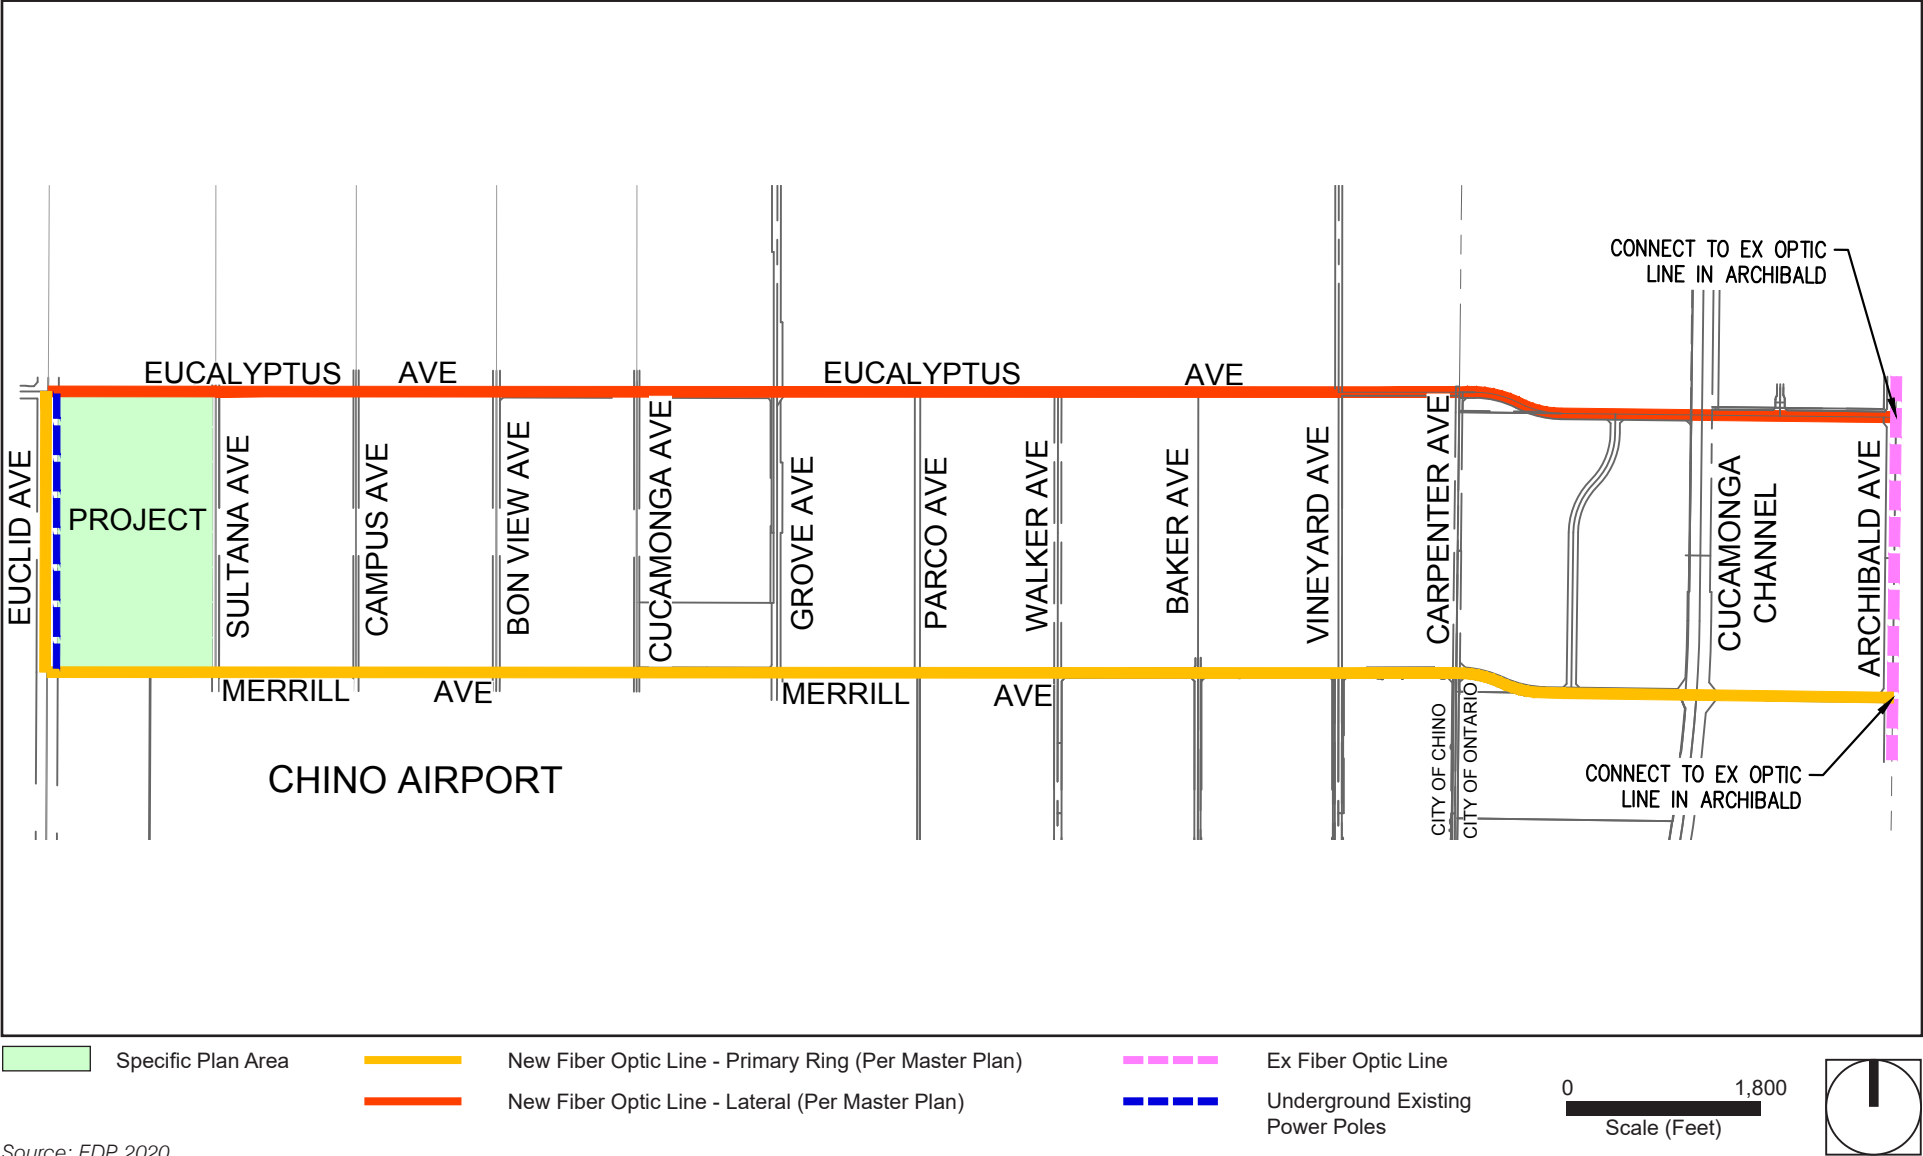 CONNECT TO EX OPTIC
LINE IN ARCHIBALD
EUCALYPTUS AVE
EUCALYPTUS AVE
EUCLID AVE
PROJECT
SULTANA AVE
CAMPUS AVE
BON VIEW AVE
CUCAMONGA AVE
GROVE AVE
PARCO AVE
WALKER AVE
BAKER AVE
VINEYARD AVE
CARPENTER AVE
CUCAMONGA
CHANNEL
ARCHIBALD AVE
MERRILL AVE
MERRILL AVE
CITY OF CHINO
CITY OF ONTARIO
CHINO AIRPORT
CONNECT TO EX OPTIC
LINE IN ARCHIBALD
Specific Plan Area
New Fiber Optic Line - Primary Ring (Per Master Plan)
New Fiber Optic Line - Lateral (Per Master Plan)
Ex Fiber Optic Line
Underground Existing
Power Poles
0 1,800
Scale (Feet)
Source: EDP, 2020